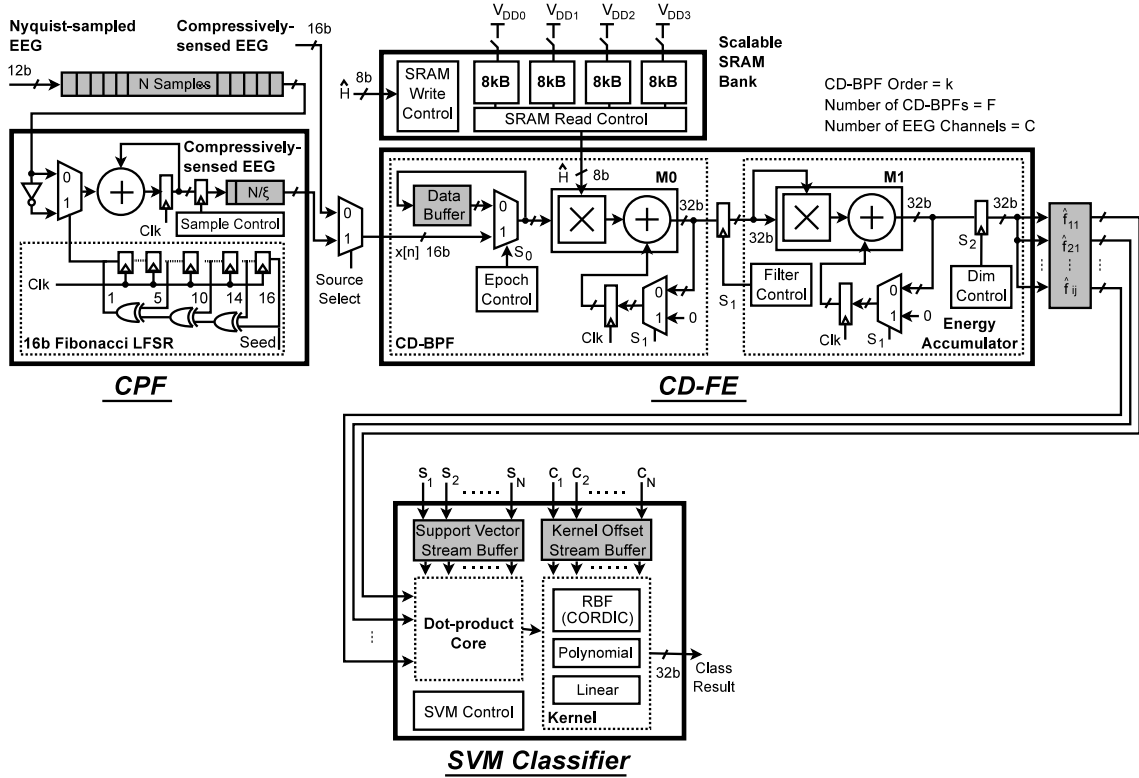 Nyquist-sampled
EEG
12b
N Samples
Compressively-
sensed EEG
16b
Compressively-
sensed EEG
0
1
Clk
N/ξ
Sample Control
Clk
1
5
10
14
16
Seed
16b Fibonacci LFSR
CPF
0
1
Source
Select
V_DD0
V_DD1
V_DD2
V_DD3
Ĥ
8b
SRAM
Write
Control
8kB
8kB
8kB
8kB
SRAM Read Control
Scalable
SRAM
Bank
CD-BPF Order = k
Number of CD-BPFs = F
Number of EEG Channels = C
x[n]
16b
Data
Buffer
0
1
S_0
Epoch
Control
Ĥ
8b
M0
32b
0
1
0
Clk
S_1
CD-BPF
S_1
32b
Filter
Control
M1
32b
0
1
0
Clk
S_1
32b
S_2
Dim
Control
Energy
Accumulator
f̂_11
f̂_21
f̂_ij
CD-FE
S_1
S_2
S_N
C_1
C_2
C_N
Support Vector
Stream Buffer
Kernel Offset
Stream Buffer
Dot-product
Core
SVM Control
RBF
(CORDIC)
Polynomial
Linear
Kernel
32b
Class
Result
SVM Classifier